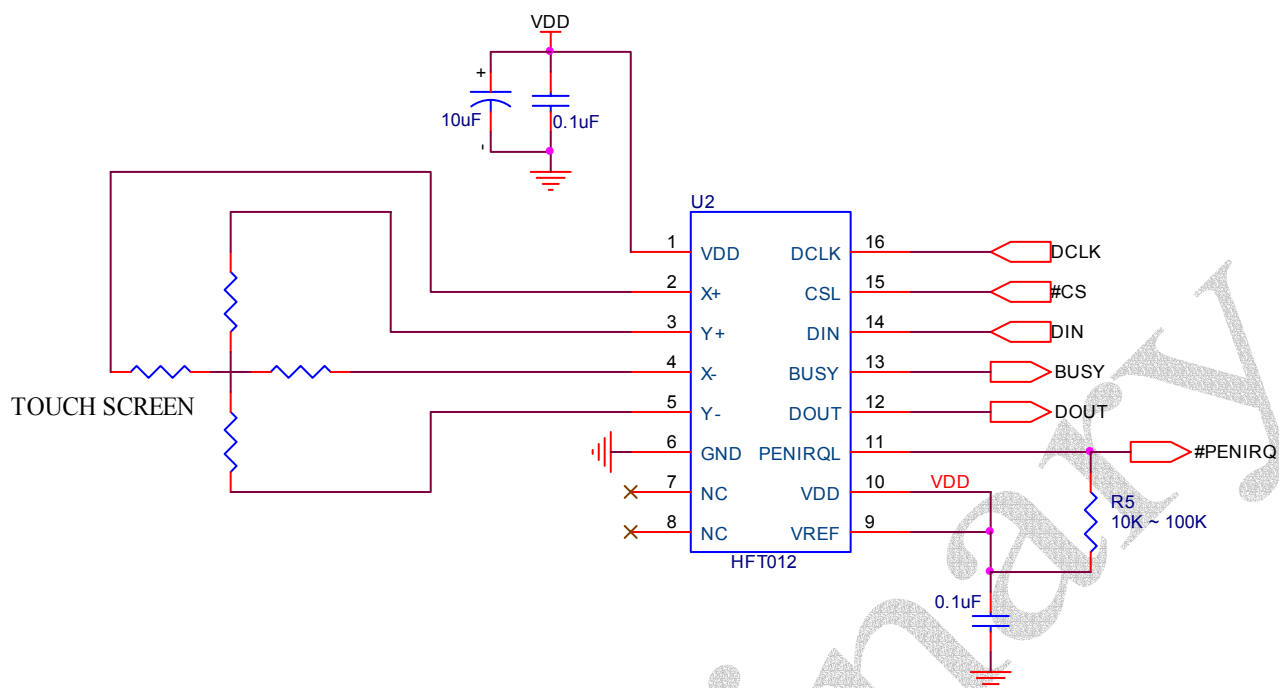 VDD
+
10uF
0.1uF
-
U2
1 VDD DCLK 16 DCLK
2 X+ CSL 15 #CS
3 Y+ DIN 14 DIN
4 X- BUSY 13 BUSY
TOUCH SCREEN
5 Y- DOUT 12 DOUT
6 GND PENIRQL 11 #PENIRQ
7 NC VDD 10 VDD
R5
10K ~ 100K
8 NC VREF 9
HFT012
0.1uF
inary